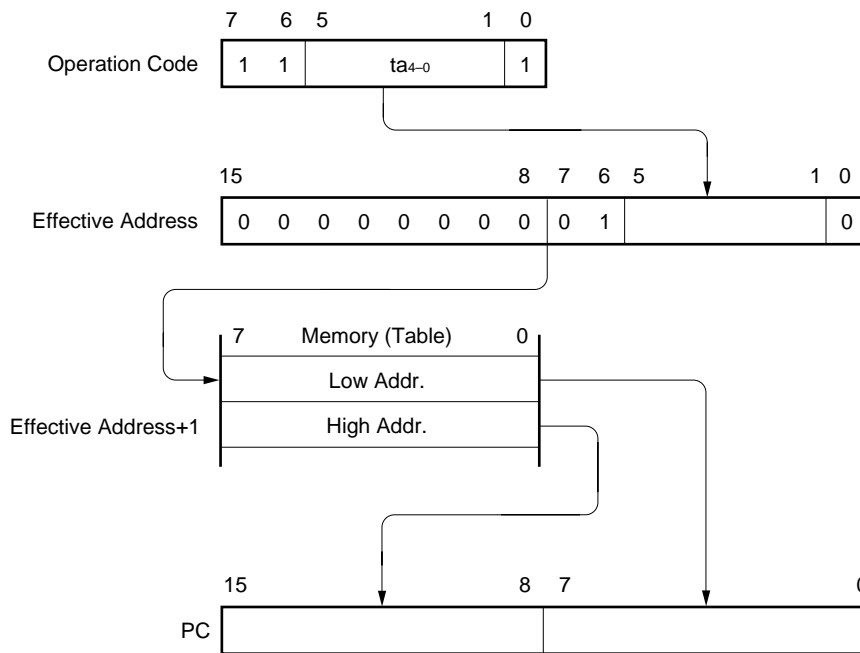 7 6 5 1 0
Operation Code 1 1 ta4–0 1
15 8 7 6 5 1 0
Effective Address 0 0 0 0 0 0 0 0 0 1 0
7 Memory (Table) 0
Low Addr.
Effective Address+1 High Addr.
15 8 7 0
PC